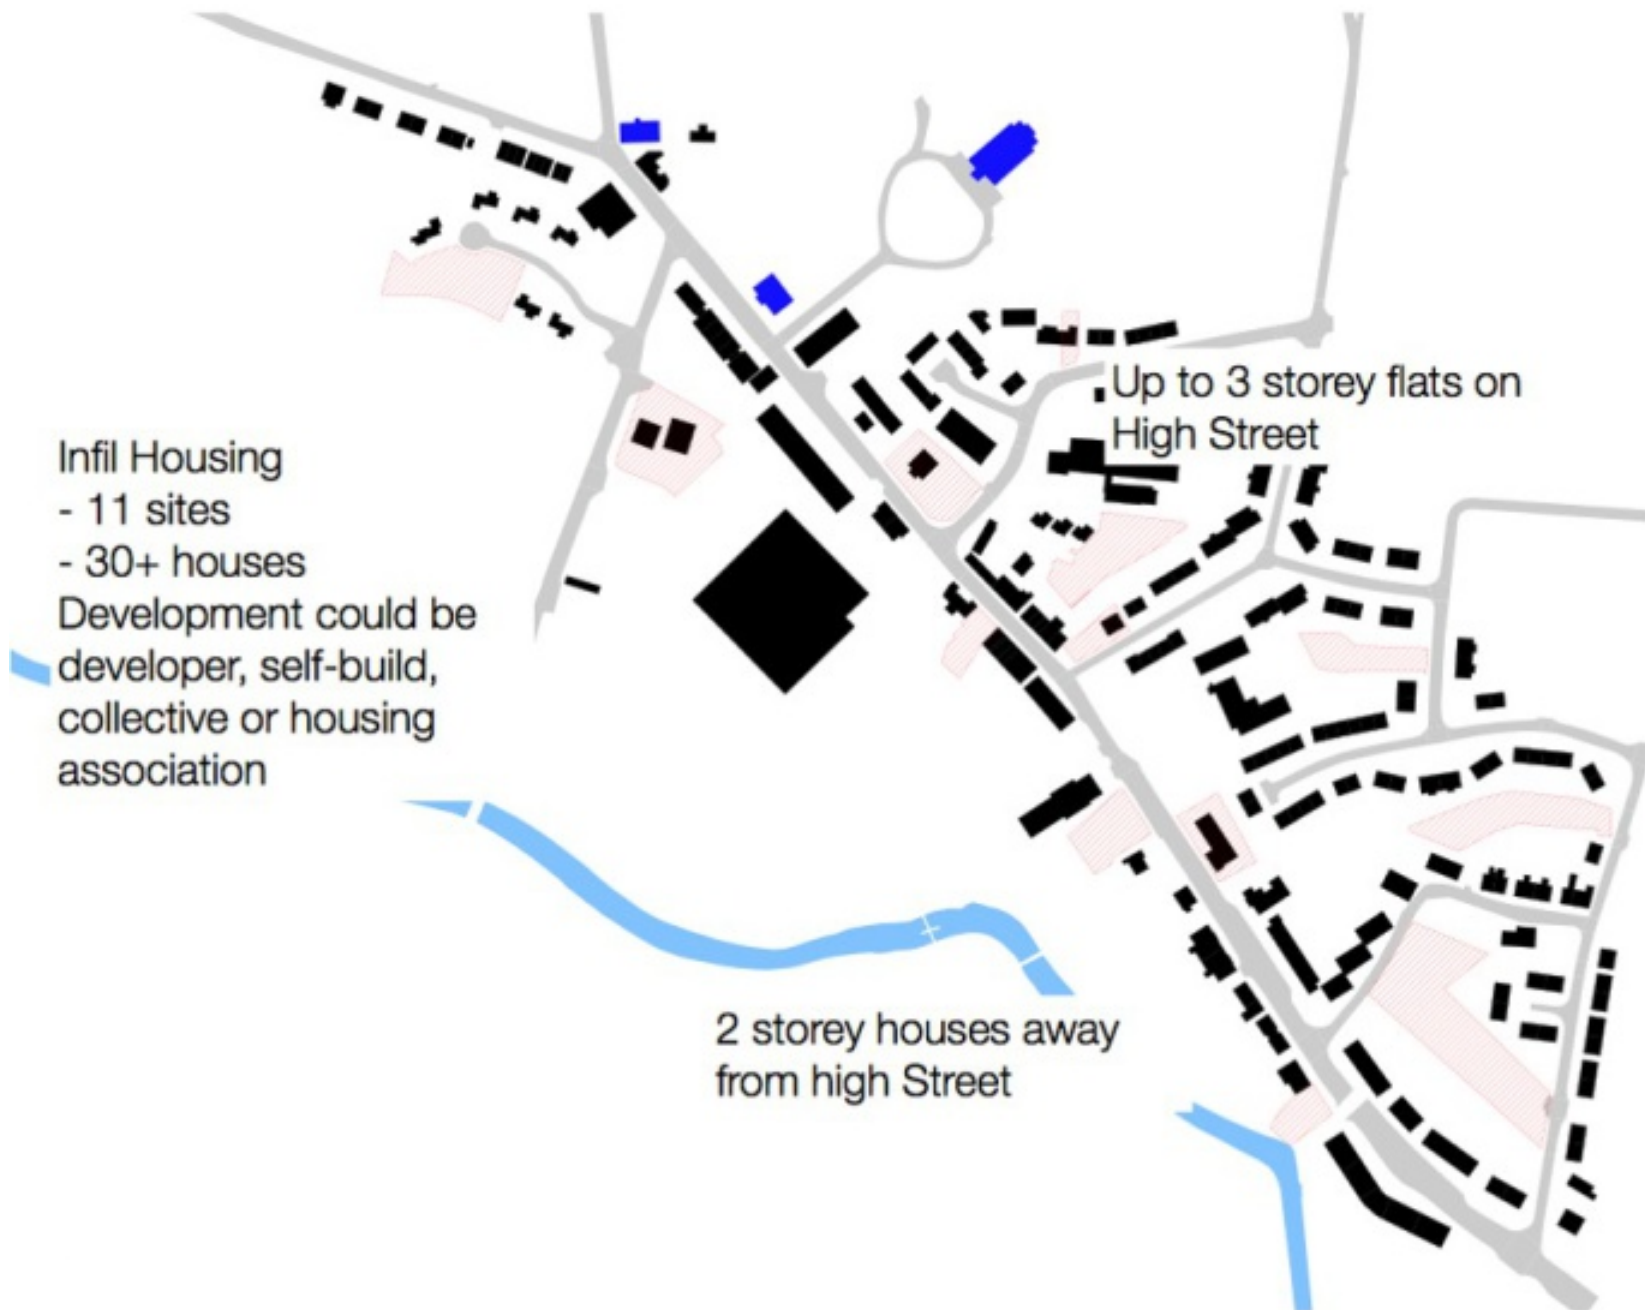 Up to 3 storey flats on
High Street
Infil Housing
- 11 sites
- 30+ houses
Development could be
developer, self-build,
collective or housing
association
2 storey houses away
from high Street